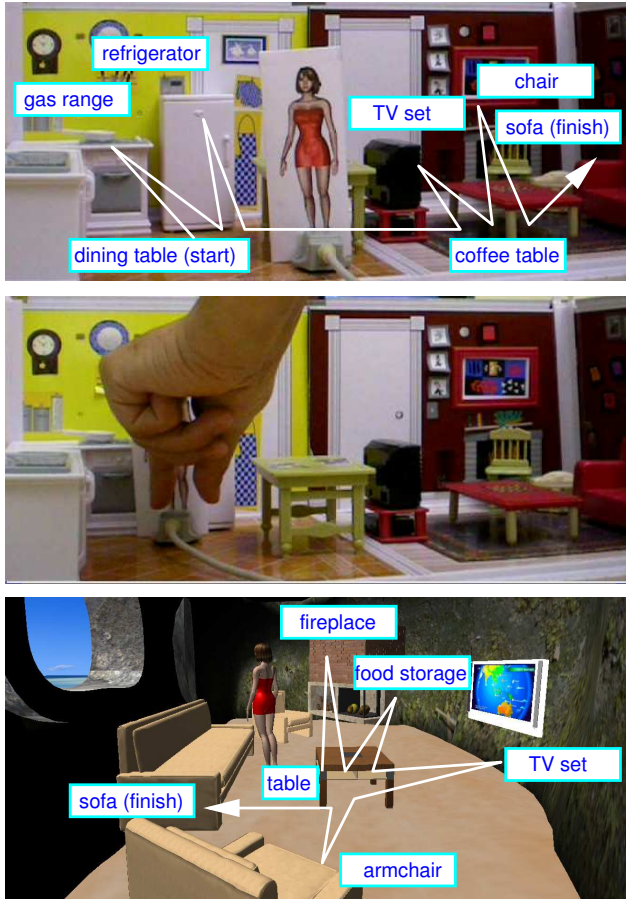 refrigerator
gas range
chair
TV set
sofa (finish)
dining table (start)
coffee table
fireplace
food storage
TV set
table
sofa (finish)
armchair